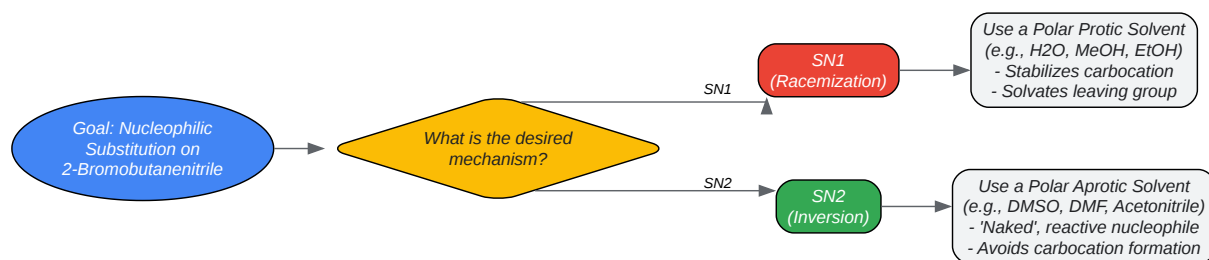 Goal: Nucleophilic
Substitution on
2-Bromobutanenitrile
What is the desired
mechanism?
SN1
SN1
(Racemization)
Use a Polar Protic Solvent
(e.g., H2O, MeOH, EtOH)
- Stabilizes carbocation
- Solvates leaving group
SN2
SN2
(Inversion)
Use a Polar Aprotic Solvent
(e.g., DMSO, DMF, Acetonitrile)
- 'Naked', reactive nucleophile
- Avoids carbocation formation